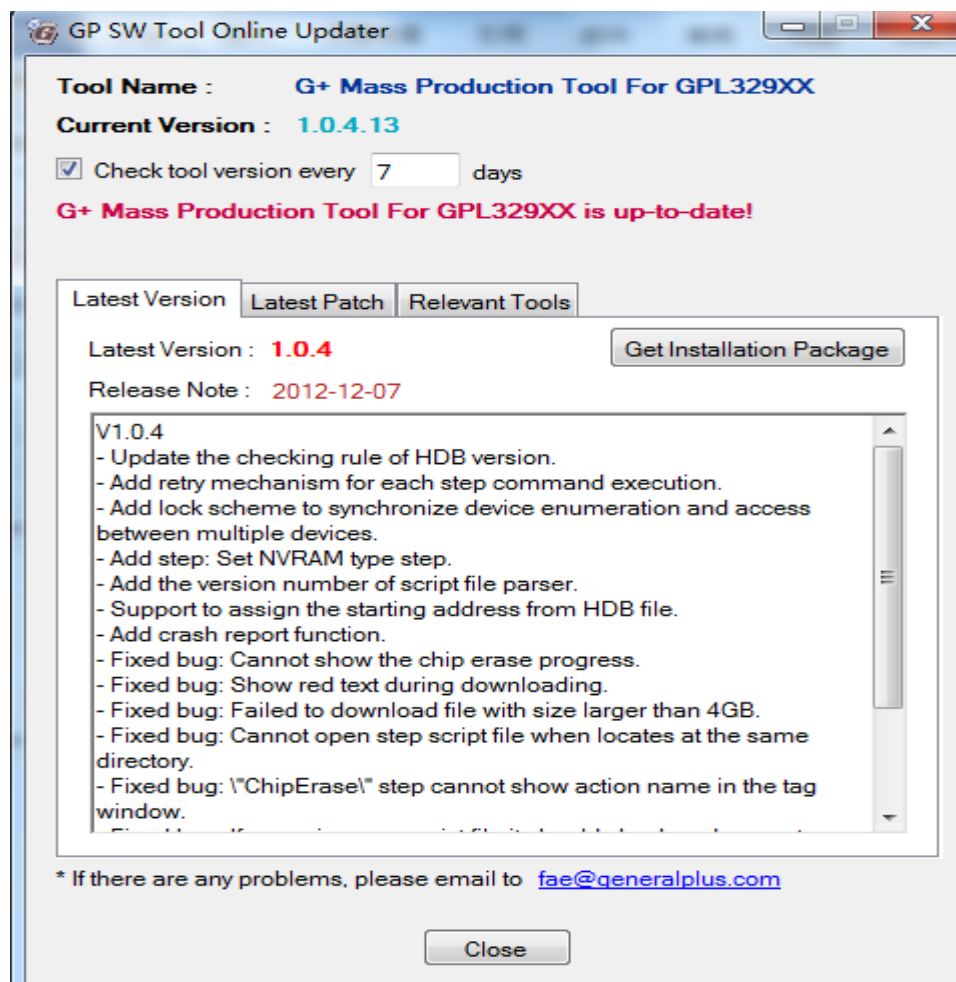 GP SW Tool Online Updater
Tool Name : G+ Mass Production Tool For GPL329XX
Current Version : 1.0.4.13
Check tool version every 7 days
G+ Mass Production Tool For GPL329XX is up-to-date!
Latest Version Latest Patch Relevant Tools
Latest Version : 1.0.4 Get Installation Package
Release Note : 2012-12-07
V1.0.4
- Update the checking rule of HDB version.
- Add retry mechanism for each step command execution.
- Add lock scheme to synchronize device enumeration and access
between multiple devices.
- Add step: Set NVRAM type step.
- Add the version number of script file parser.
- Support to assign the starting address from HDB file.
- Add crash report function.
- Fixed bug: Cannot show the chip erase progress.
- Fixed bug: Show red text during downloading.
- Fixed bug: Failed to download file with size larger than 4GB.
- Fixed bug: Cannot open step script file when locates at the same
directory.
- Fixed bug: \"ChipErase\" step cannot show action name in the tag
window.
* If there are any problems, please email to fae@generalplus.com
Close